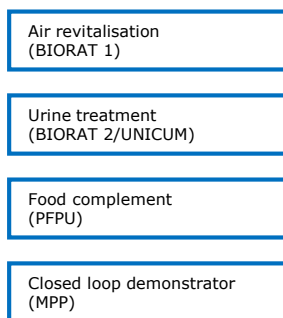 Air revitalisation
(BIORAT 1)
Urine treatment
(BIORAT 2/UNICUM)
Food complement
(PFPU)
Closed loop demonstrator
(MPP)